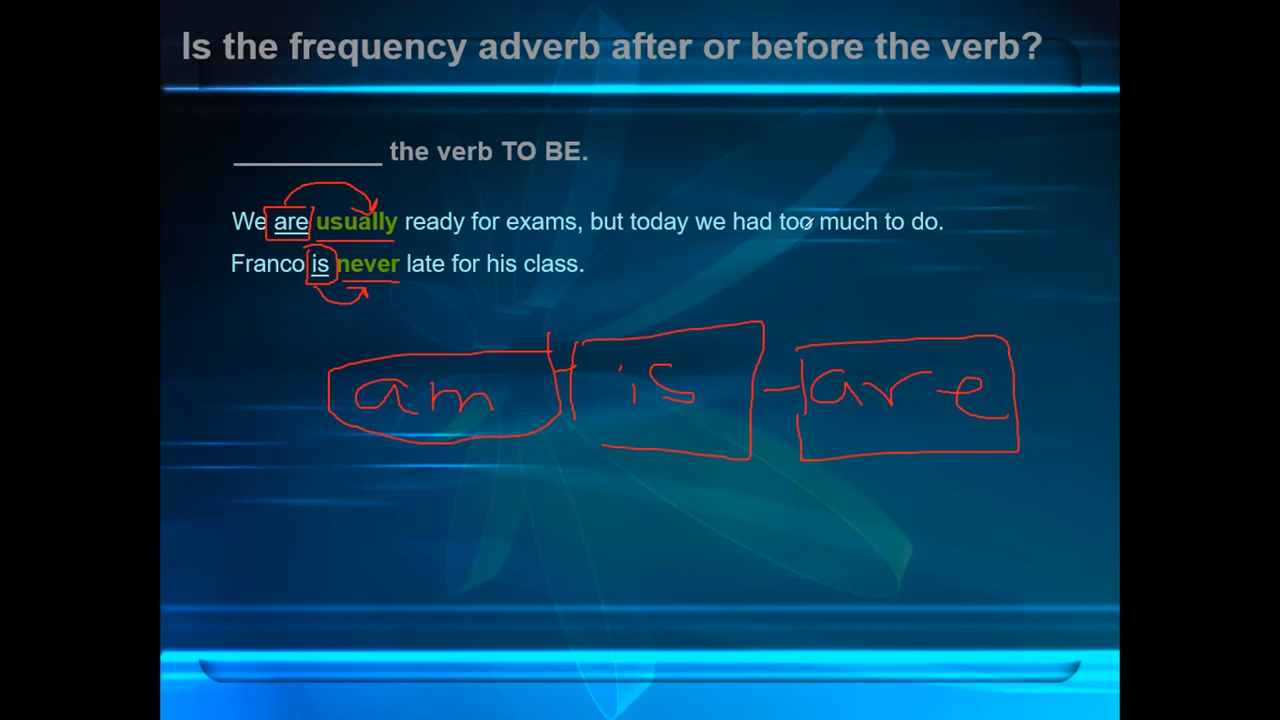 Is the frequency adverb after or before the verb?
___________ the verb TO BE.
We are usually ready for exams, but today we had too much to do.
Franco is never late for his class.
am - is - are